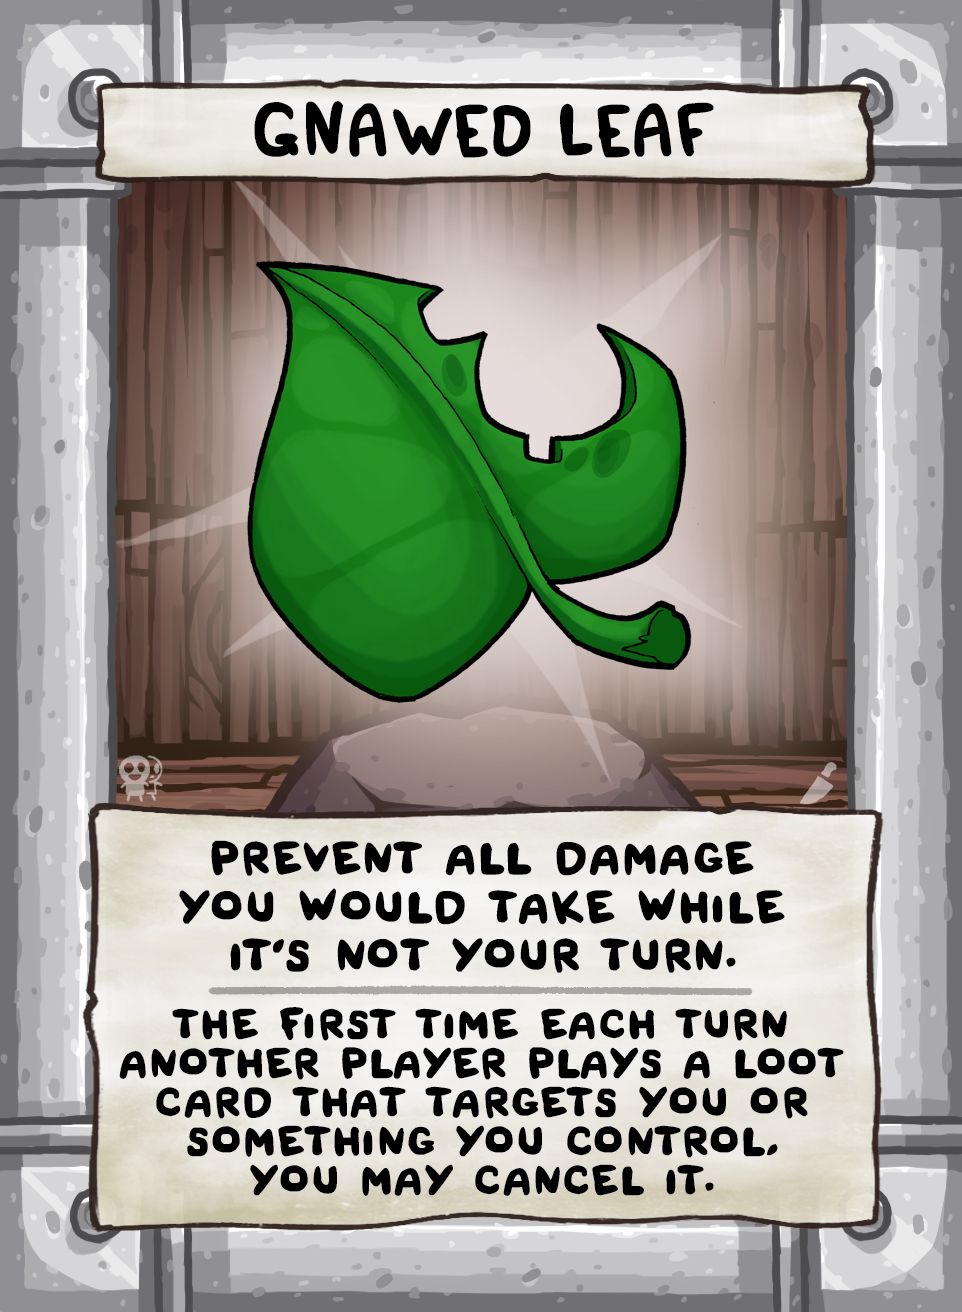 GNAWED LEAF
PREVENT ALL DAMAGE
YOU WOULD TAKE WHILE
IT'S NOT YOUR TURN.
THE FIRST TIME EACH TURN
ANOTHER PLAYER PLAYS A LOOT
CARD THAT TARGETS YOU OR
SOMETHING YOU CONTROL,
YOU MAY CANCEL IT.